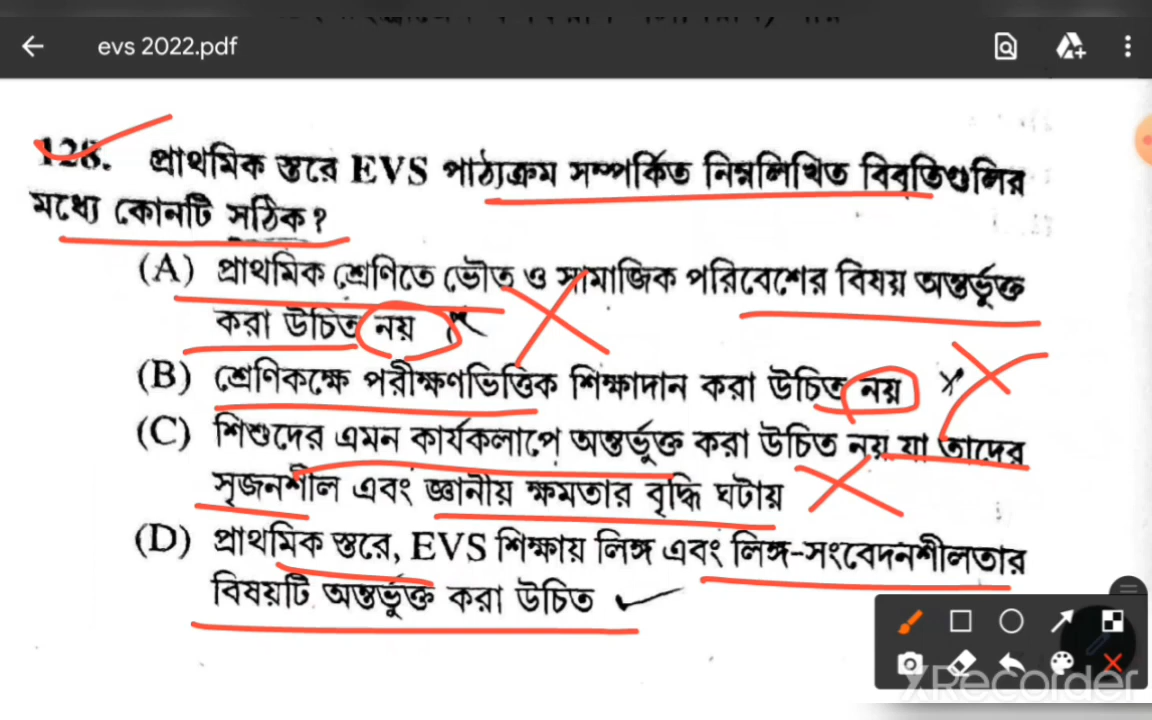 evs 2022.pdf
128. প্রাথমিক স্তরে EVS পাঠ্যক্রম সম্পর্কিত নিম্নলিখিত বিবৃতিগুলির
মধ্যে কোনটি সঠিক?
(A) প্রাথমিক শ্রেণিতে ভৌত ও সামাজিক পরিবেশের বিষয় অন্তর্ভুক্ত
করা উচিত নয়
(B) শ্রেণিকক্ষে পরীক্ষণভিত্তিক শিক্ষাদান করা উচিত নয়
(C) শিশুদের এমন কার্যকলাপে অন্তর্ভুক্ত করা উচিত নয় যা তাদের
সৃজনশীল এবং জ্ঞানীয় ক্ষমতার বৃদ্ধি ঘটায়
(D) প্রাথমিক স্তরে, EVS শিক্ষায় লিঙ্গ এবং লিঙ্গ-সংবেদনশীলতার
বিষয়টি অন্তর্ভুক্ত করা উচিত
XRecorder